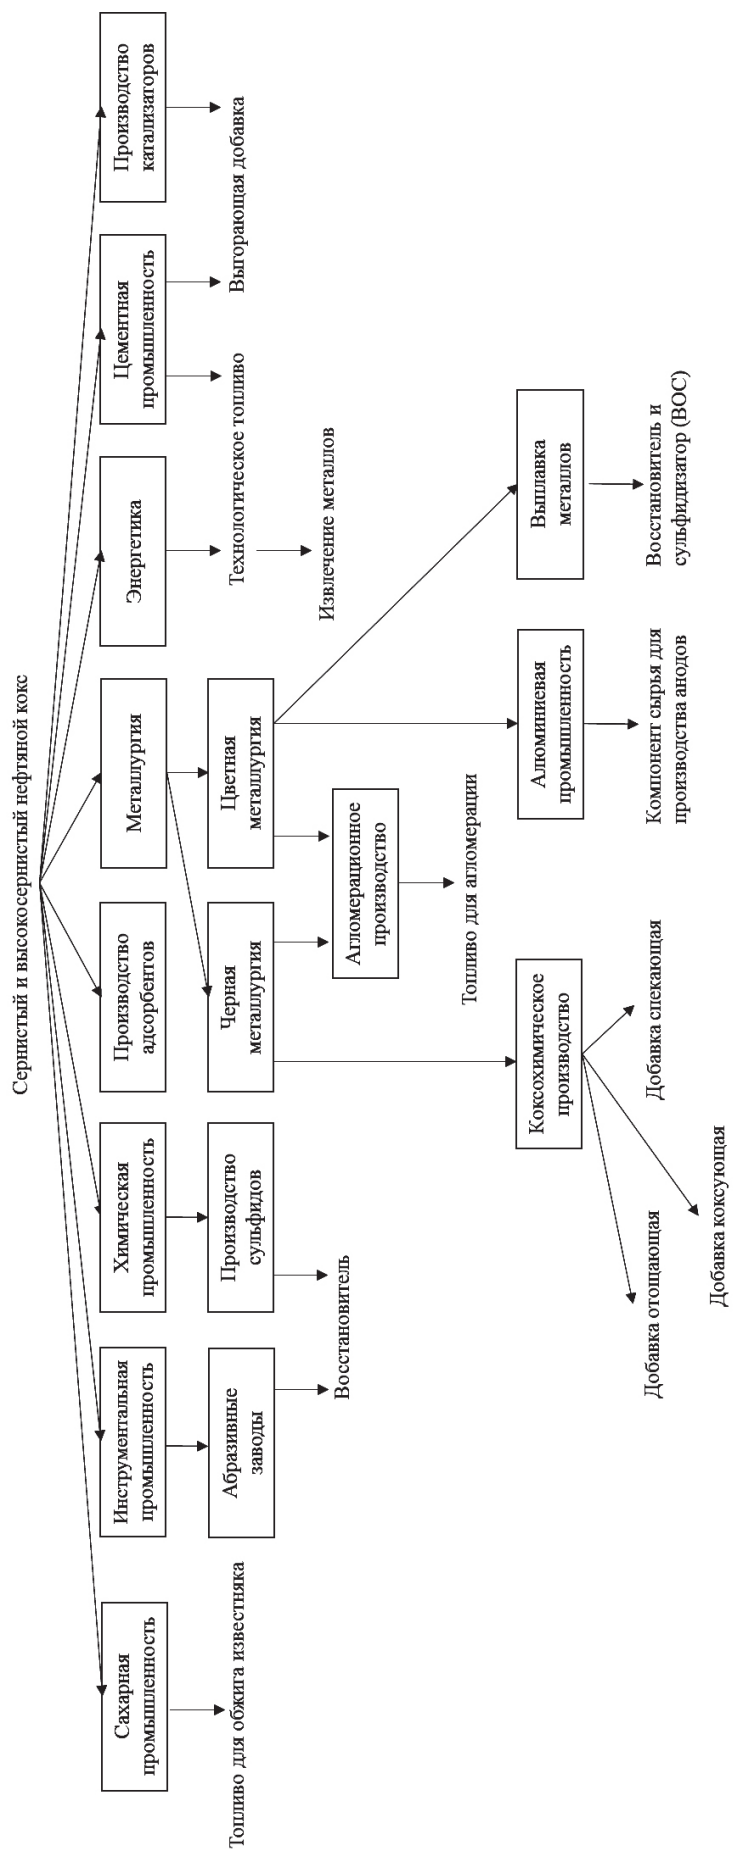 Сернистый и высокосернистый нефтяной кокс
Сахарная
промышленность
Инструментальная
промышленность
Химическая
промышленность
Производство
адсорбентов
Металлургия
Энергетика
Цементная
промышленность
Производство
катализаторов
Топливо для обжига известняка
Абразивные
заводы
Производство
сульфидов
Черная
металлургия
Цветная
металлургия
Технологическое топливо
Выгорающая добавка
Восстановитель
Агломерационное
производство
Извлечение металлов
Топливо для агломерации
Коксохимическое
производство
Алюминиевая
промышленность
Выплавка
металлов
Добавка отощающая
Добавка спекающая
Компонент сырья для
производства анодов
Восстановитель и
сульфидизатор (ВОС)
Добавка коксующая